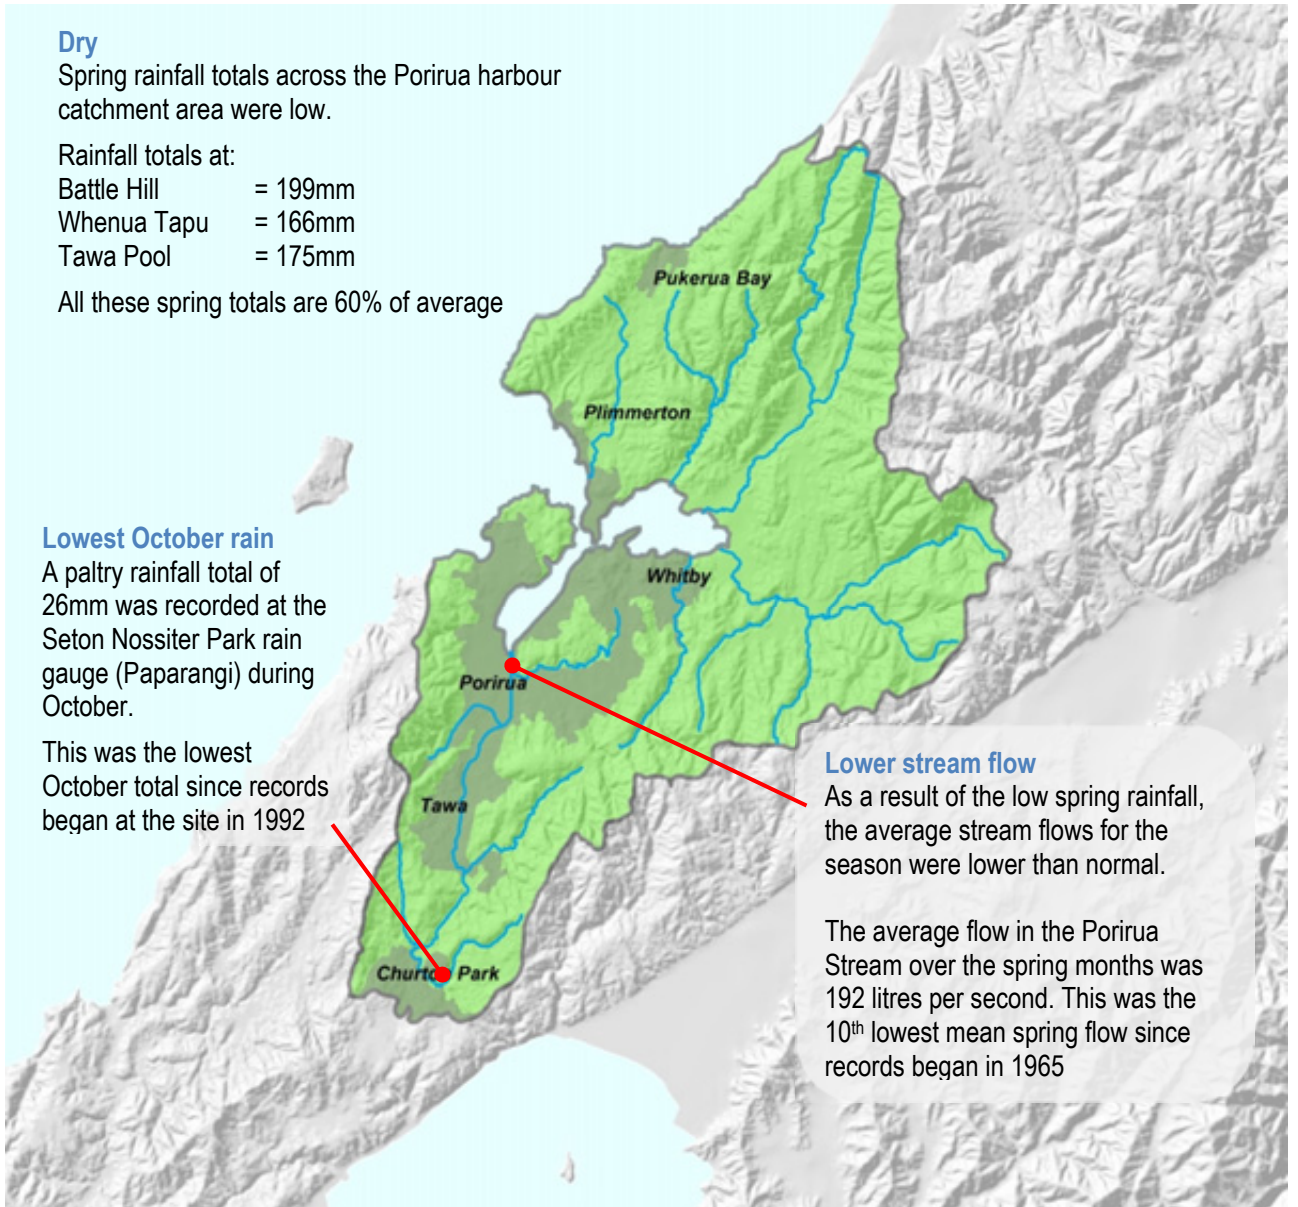 Dry
Spring rainfall totals across the Porirua harbour
catchment area were low.
Rainfall totals at:
Battle Hill = 199mm
Whenua Tapu = 166mm
Tawa Pool = 175mm
All these spring totals are 60% of average
Pukerua Bay
Plimmerton
Lowest October rain
A paltry rainfall total of
26mm was recorded at the
Seton Nossiter Park rain
gauge (Paparangi) during
October.
This was the lowest
October total since records
began at the site in 1992
Whitby
Porirua
Tawa
Churton Park
Lower stream flow
As a result of the low spring rainfall,
the average stream flows for the
season were lower than normal.
The average flow in the Porirua
Stream over the spring months was
192 litres per second. This was the
10th lowest mean spring flow since
records began in 1965